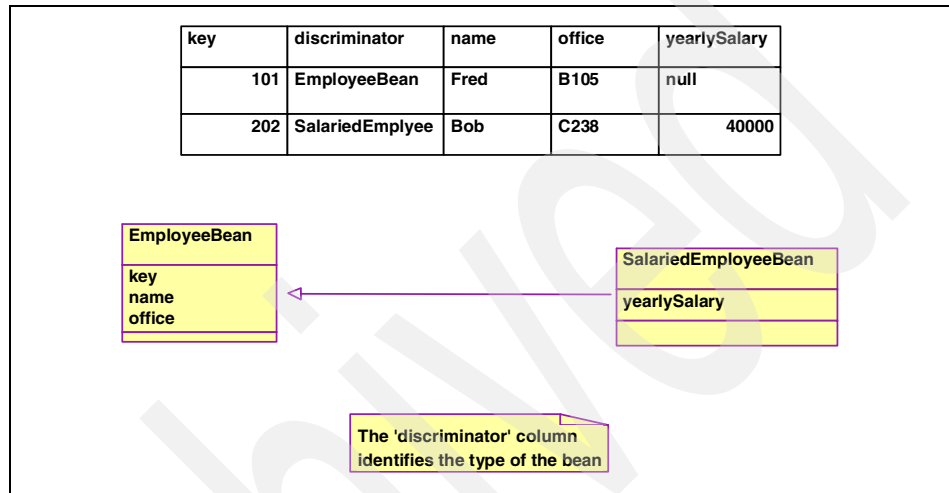 key discriminator name office yearlySalary
101 EmployeeBean Fred B105 null
202 SalariedEmplyee Bob C238 40000
EmployeeBean
key
name
office
SalariedEmployeeBean
yearlySalary
The 'discriminator' column
identifies the type of the bean